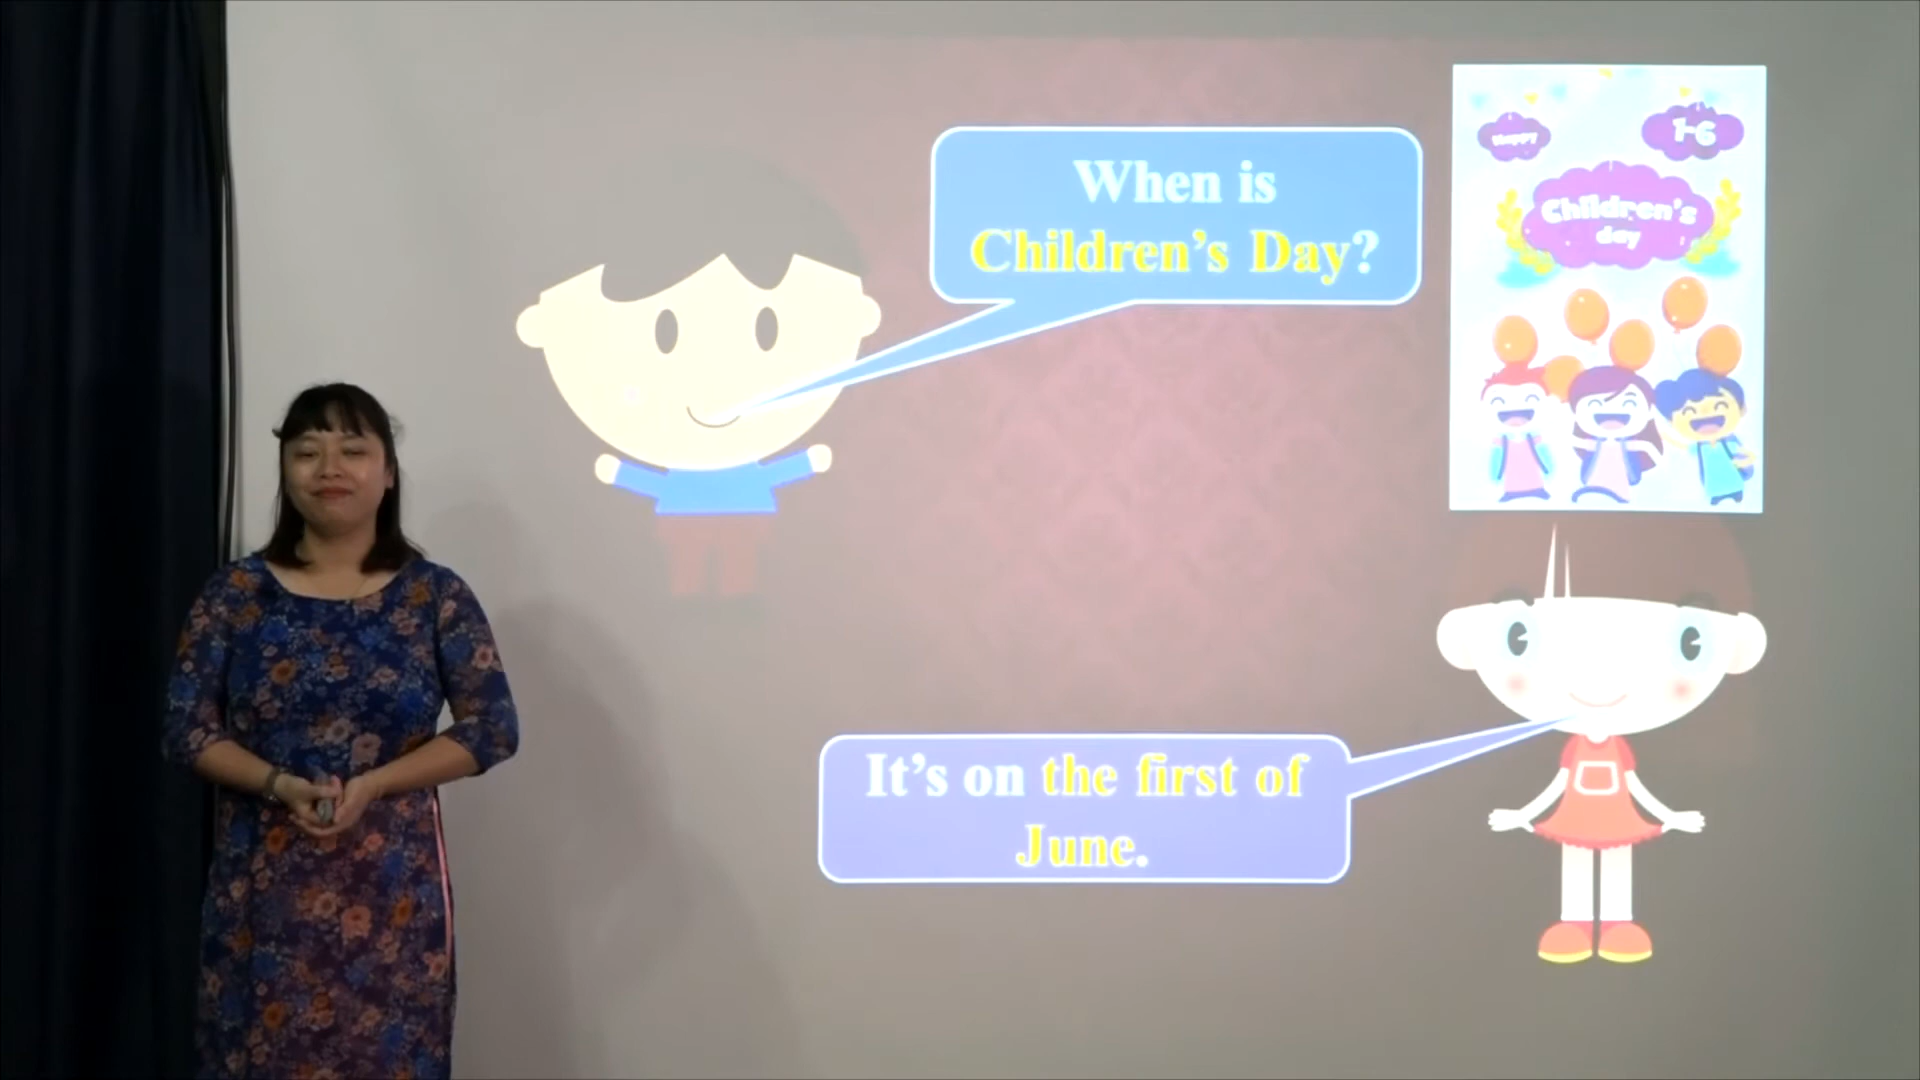 When is
Children's Day?
Happy
1-6
Children's
day
It's on the first of
June.